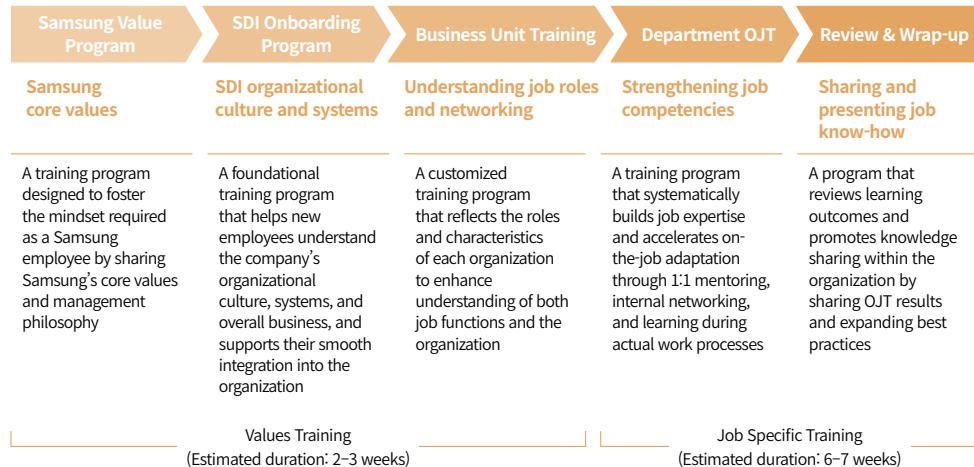 Samsung Value
Program
SDI Onboarding
Program
Business Unit Training
Department OJT
Review & Wrap-up
Samsung
core values
SDI organizational
culture and systems
Understanding job roles
and networking
Strengthening job
competencies
Sharing and
presenting job
know-how
A training program
designed to foster
the mindset required
as a Samsung
employee by sharing
Samsung's core values
and management
philosophy
A foundational
training program
that helps new
employees understand
the company's
organizational
culture, systems, and
overall business, and
supports their smooth
integration into the
organization
A customized
training program
that reflects the roles
and characteristics
of each organization
to enhance
understanding of both
job functions and the
organization
A training program
that systematically
builds job expertise
and accelerates on-
the-job adaptation
through 1:1 mentoring,
internal networking,
and learning during
actual work processes
A program that
reviews learning
outcomes and
promotes knowledge
sharing within the
organization by
sharing OJT results
and expanding best
practices
Values Training
(Estimated duration: 2–3 weeks)
Job Specific Training
(Estimated duration: 6–7 weeks)